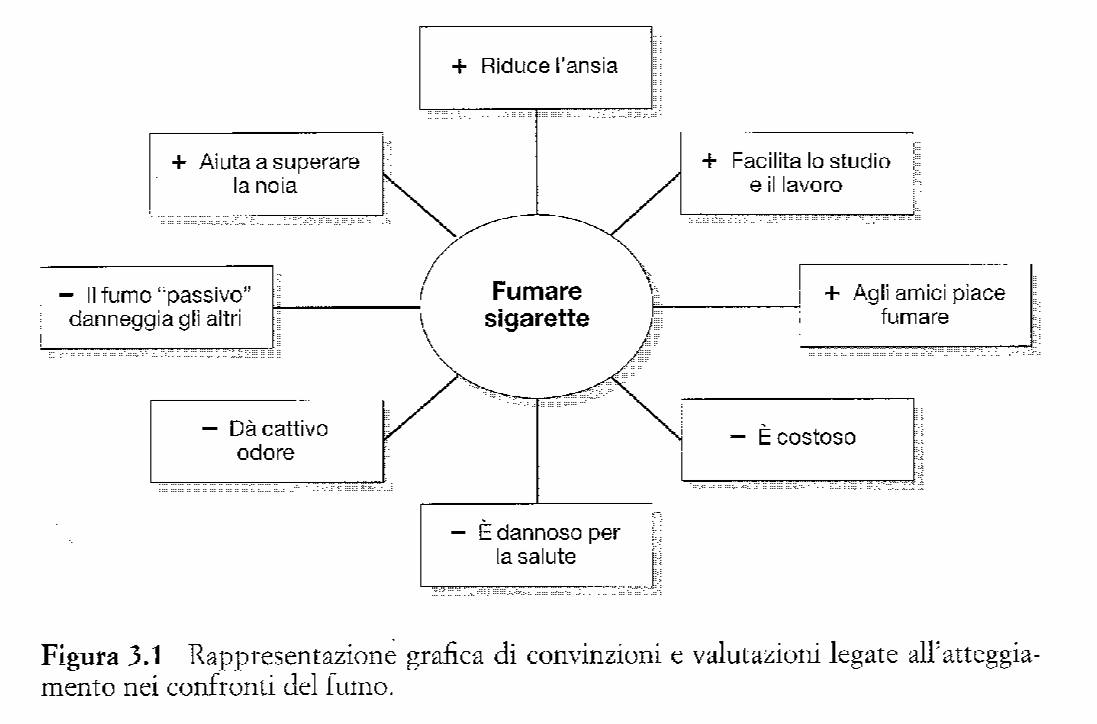 + Riduce l'ansia
+ Aiuta a superare
la noia
+ Facilita lo studio
e il lavoro
− Il fumo "passivo"
danneggia gli altri
Fumare
sigarette
+ Agli amici piace
fumare
− Dà cattivo
odore
− È costoso
− È dannoso per
la salute
Figura 3.1 Rappresentazione grafica di convinzioni e valutazioni legate all'atteggia-
mento nei confronti del fumo.